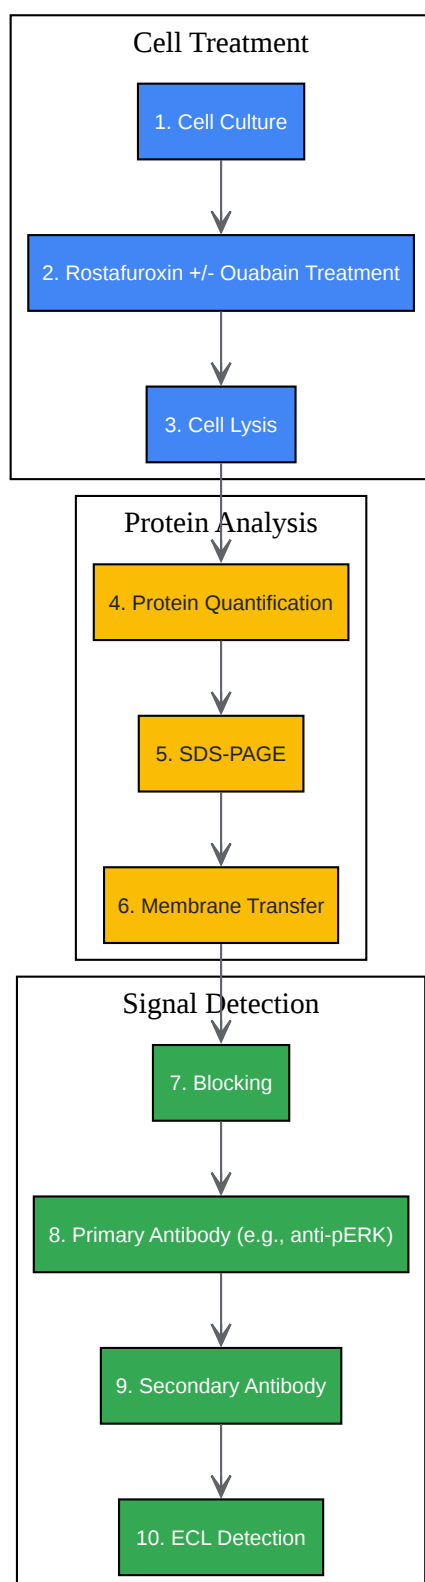 Cell Treatment
1. Cell Culture
2. Rostafuroxin +/- Ouabain Treatment
3. Cell Lysis
Protein Analysis
4. Protein Quantification
5. SDS-PAGE
6. Membrane Transfer
Signal Detection
7. Blocking
8. Primary Antibody (e.g., anti-pERK)
9. Secondary Antibody
10. ECL Detection